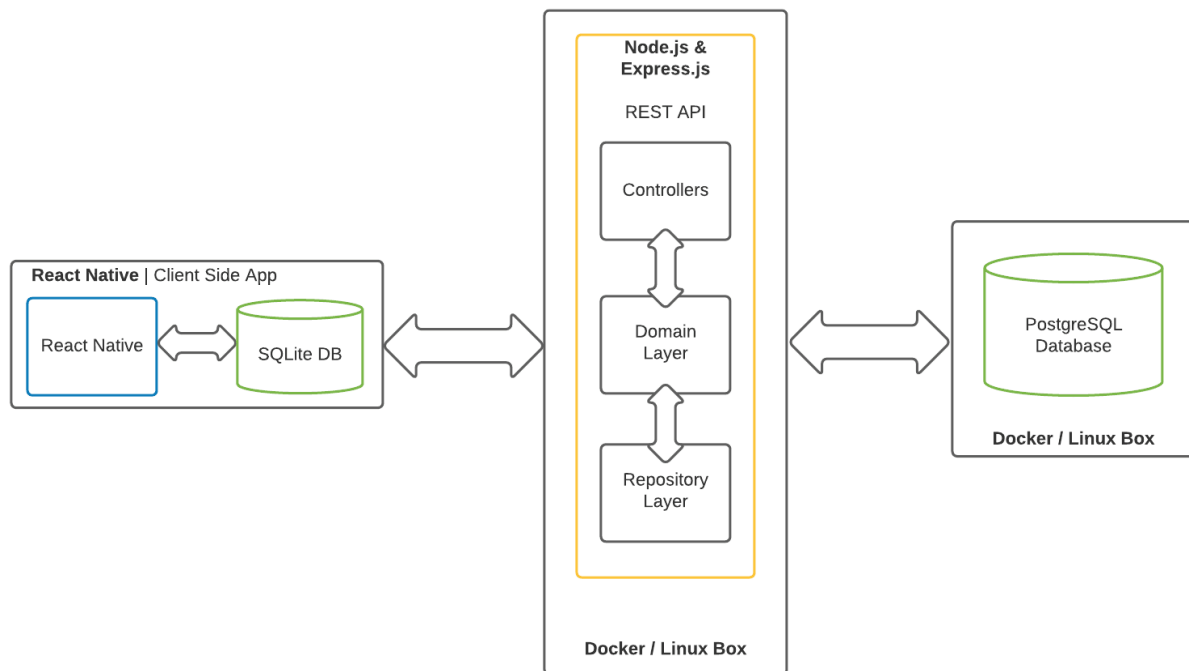 React Native | Client Side App
React Native
SQLite DB
Node.js &
Express.js
REST API
Controllers
Domain
Layer
Repository
Layer
Docker / Linux Box
PostgreSQL
Database
Docker / Linux Box